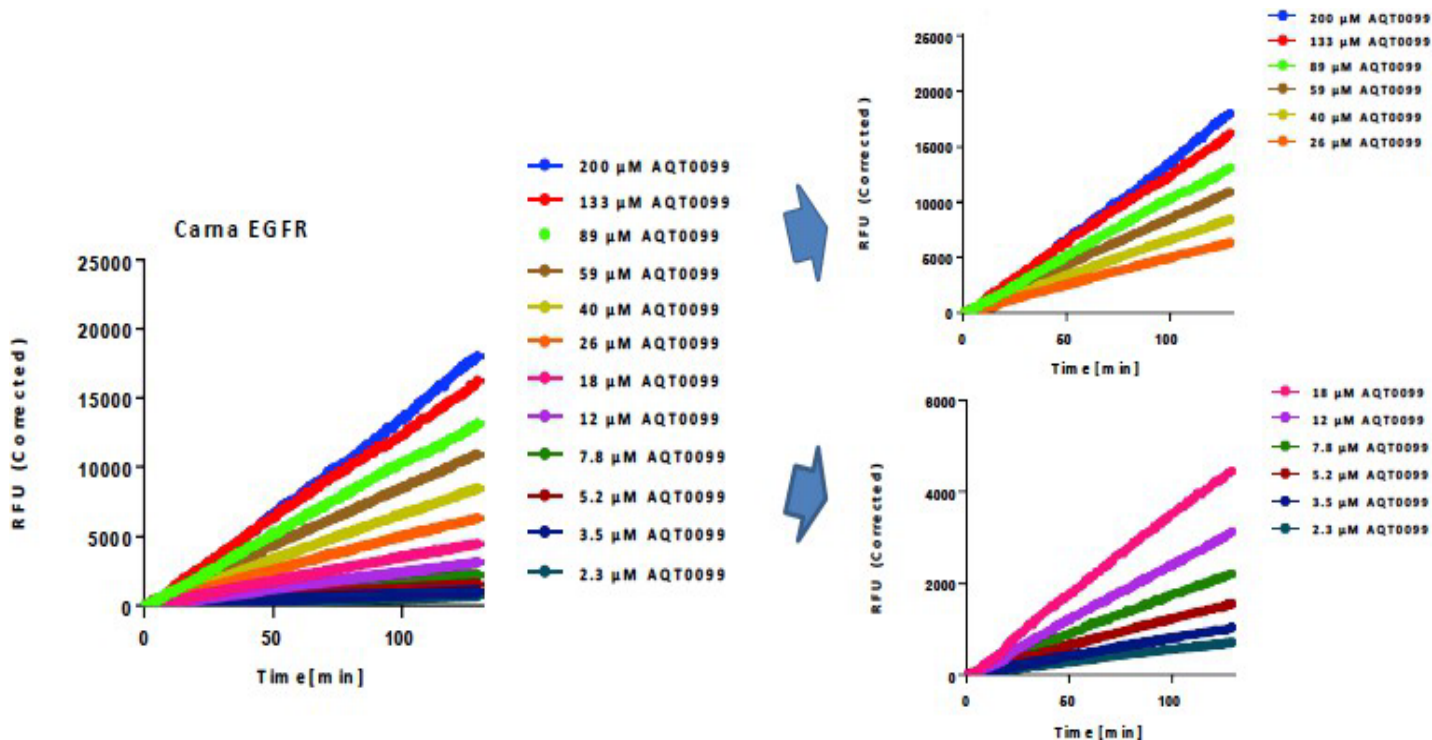 Carna EGFR
RFU (Corrected)
25000
20000
15000
10000
5000
0
0 50 100
Time[min]
200 µM AQT0099
133 µM AQT0099
89 µM AQT0099
59 µM AQT0099
40 µM AQT0099
26 µM AQT0099
18 µM AQT0099
12 µM AQT0099
7.8 µM AQT0099
5.2 µM AQT0099
3.5 µM AQT0099
2.3 µM AQT0099
RFU (Corrected)
25000
20000
15000
10000
5000
0
0 50 100
Time[min]
200 µM AQT0099
133 µM AQT0099
89 µM AQT0099
59 µM AQT0099
40 µM AQT0099
26 µM AQT0099
RFU (Corrected)
6000
4000
2000
0
0 50 100
Time[min]
18 µM AQT0099
12 µM AQT0099
7.8 µM AQT0099
5.2 µM AQT0099
3.5 µM AQT0099
2.3 µM AQT0099